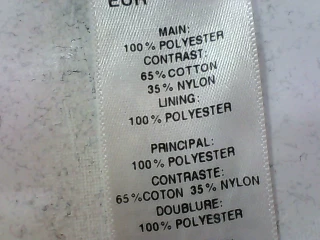 EUR
MAIN:
100% POLYESTER
CONTRAST:
65% COTTON
35% NYLON
LINING:
100% POLYESTER
PRINCIPAL:
100% POLYESTER
CONTRASTE:
65%COTON 35% NYLON
DOUBLURE:
100% POLYESTER